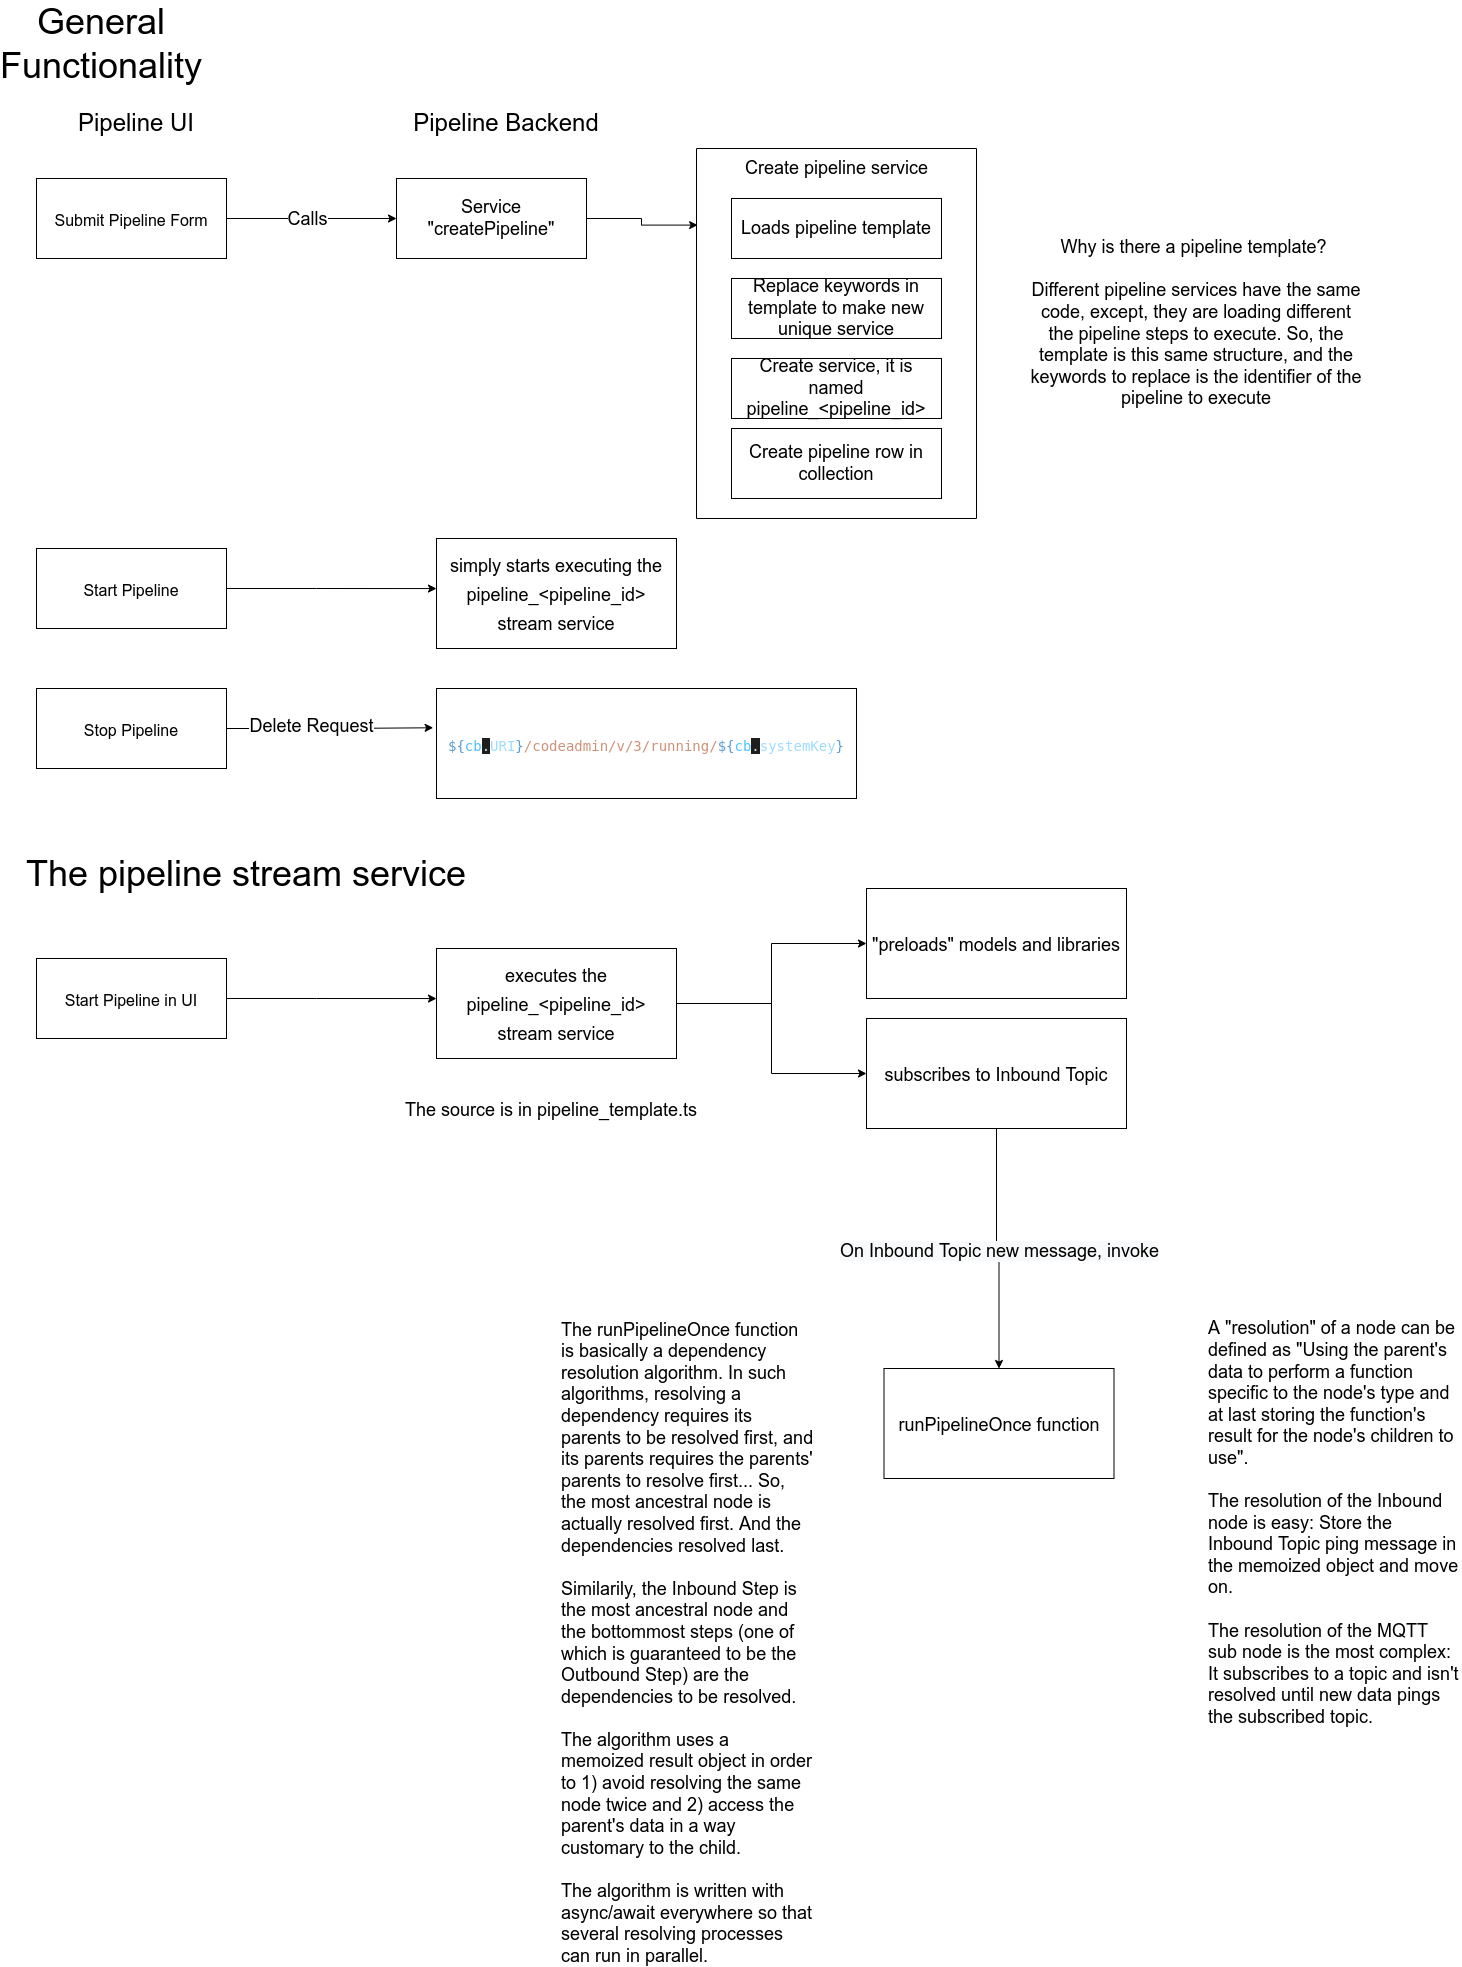 General
Functionality
Pipeline UI
Pipeline Backend
Submit Pipeline Form
Calls
Service
"createPipeline"
Create pipeline service
Loads pipeline template
Replace keywords in
template to make new
unique service
Create service, it is
named
pipeline_<pipeline_id>
Create pipeline row in
collection
Why is there a pipeline template?
Different pipeline services have the same
code, except, they are loading different
the pipeline steps to execute. So, the
template is this same structure, and the
keywords to replace is the identifier of the
pipeline to execute
Start Pipeline
simply starts executing the
pipeline_<pipeline_id>
stream service
Stop Pipeline
Delete Request
${cb.URI}/codeadmin/v/3/running/${cb.systemKey}
The pipeline stream service
Start Pipeline in UI
executes the
pipeline_<pipeline_id>
stream service
The source is in pipeline_template.ts
"preloads" models and libraries
subscribes to Inbound Topic
On Inbound Topic new message, invoke
runPipelineOnce function
The runPipelineOnce function
is basically a dependency
resolution algorithm. In such
algorithms, resolving a
dependency requires its
parents to be resolved first, and
its parents requires the parents'
parents to resolve first... So,
the most ancestral node is
actually resolved first. And the
dependencies resolved last.
Similarily, the Inbound Step is
the most ancestral node and
the bottommost steps (one of
which is guaranteed to be the
Outbound Step) are the
dependencies to be resolved.
The algorithm uses a
memoized result object in order
to 1) avoid resolving the same
node twice and 2) access the
parent's data in a way
customary to the child.
The algorithm is written with
async/await everywhere so that
several resolving processes
can run in parallel.
A "resolution" of a node can be
defined as "Using the parent's
data to perform a function
specific to the node's type and
at last storing the function's
result for the node's children to
use".
The resolution of the Inbound
node is easy: Store the
Inbound Topic ping message in
the memoized object and move
on.
The resolution of the MQTT
sub node is the most complex:
It subscribes to a topic and isn't
resolved until new data pings
the subscribed topic.